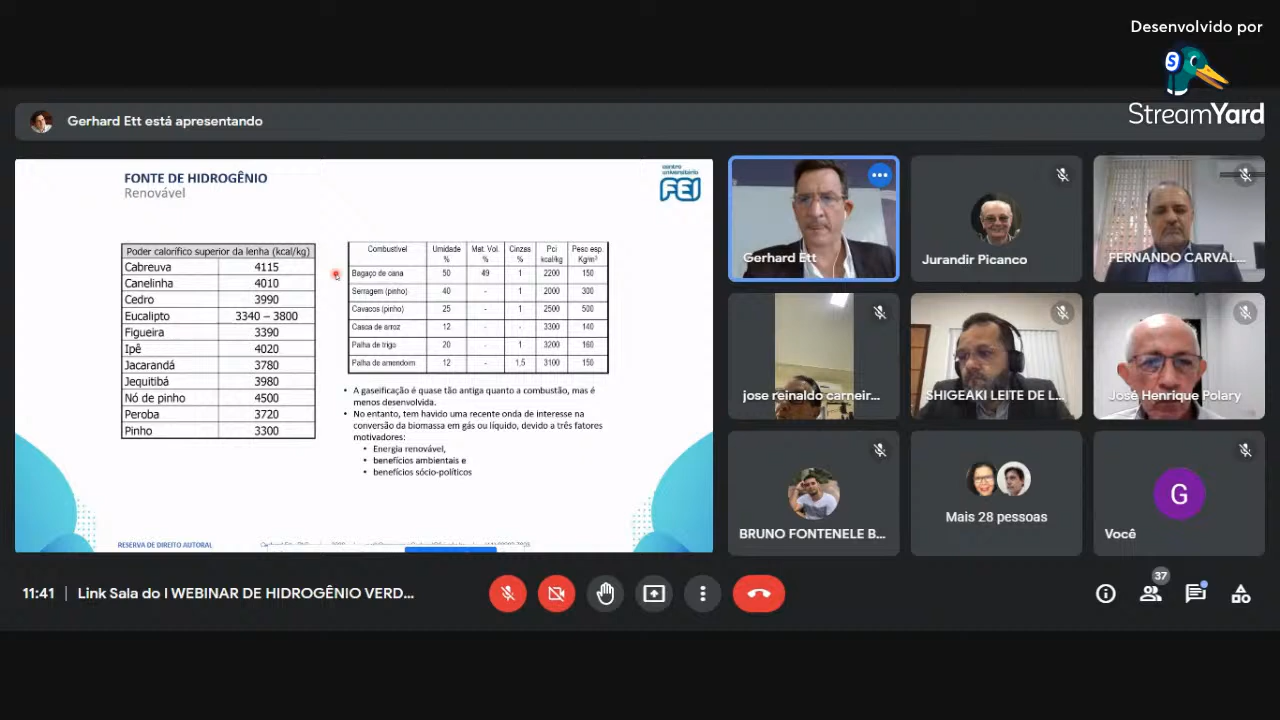 Desenvolvido por
StreamYard
Gerhard Ett está apresentando
FONTE DE HIDROGÊNIO
Renovável
centro
universitário
FEI
Poder calorífico superior da lenha (kcal/kg)
Cabreuva 4115
Canelinha 4010
Cedro 3990
Eucalipto 3340 – 3800
Figueira 3390
Ipê 4020
Jacarandá 3780
Jequitibá 3980
Nó de pinho 4500
Peroba 3720
Pinho 3300
Combustível Umidade % Mat. Vol. % Cinzas % Pci kcal/kg Peso esp. Kg/m³
Bagaço de cana 50 49 1 2200 150
Serragem (pinho) 40 - 1 2000 300
Cavacos (pinho) 25 - 1 2500 500
Casca de arroz 12 - - 3300 140
Palha de trigo 20 - 1 3200 160
Palha de amendoim 12 - 1,5 3100 150
• A gaseificação é quase tão antiga quanto a combustão, mas é
menos desenvolvida.
• No entanto, tem havido uma recente onda de interesse na
conversão da biomassa em gás ou líquido, devido a três fatores
motivadores:
• Energia renovável,
• benefícios ambientais e
• benefícios sócio-políticos
RESERVA DE DIREITO AUTORAL
Gerhard Ett
Jurandir Picanco
FERNANDO CARVAL...
jose reinaldo carneir...
SHIGEAKI LEITE DE L...
José Henrique Polary
BRUNO FONTENELE B...
Mais 28 pessoas
G
Você
11:41 | Link Sala do I WEBINAR DE HIDROGÊNIO VERD...
37